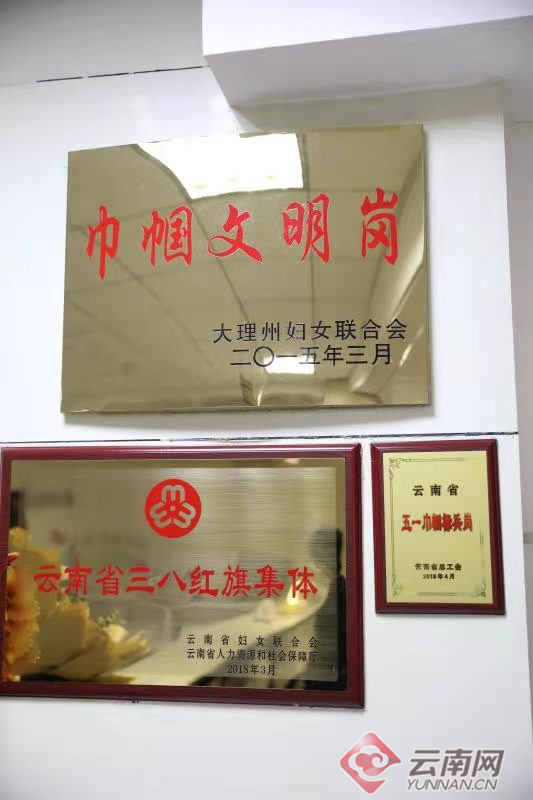 巾帼文明岗
大理州妇女联合会
二〇一五年三月
云南省三八红旗集体
云南省妇女联合会
云南省人力资源和社会保障厅
2018年3月
云南省
五一巾帼标兵岗
云南省总工会
2018年4月
云南网
YUNNAN.CN